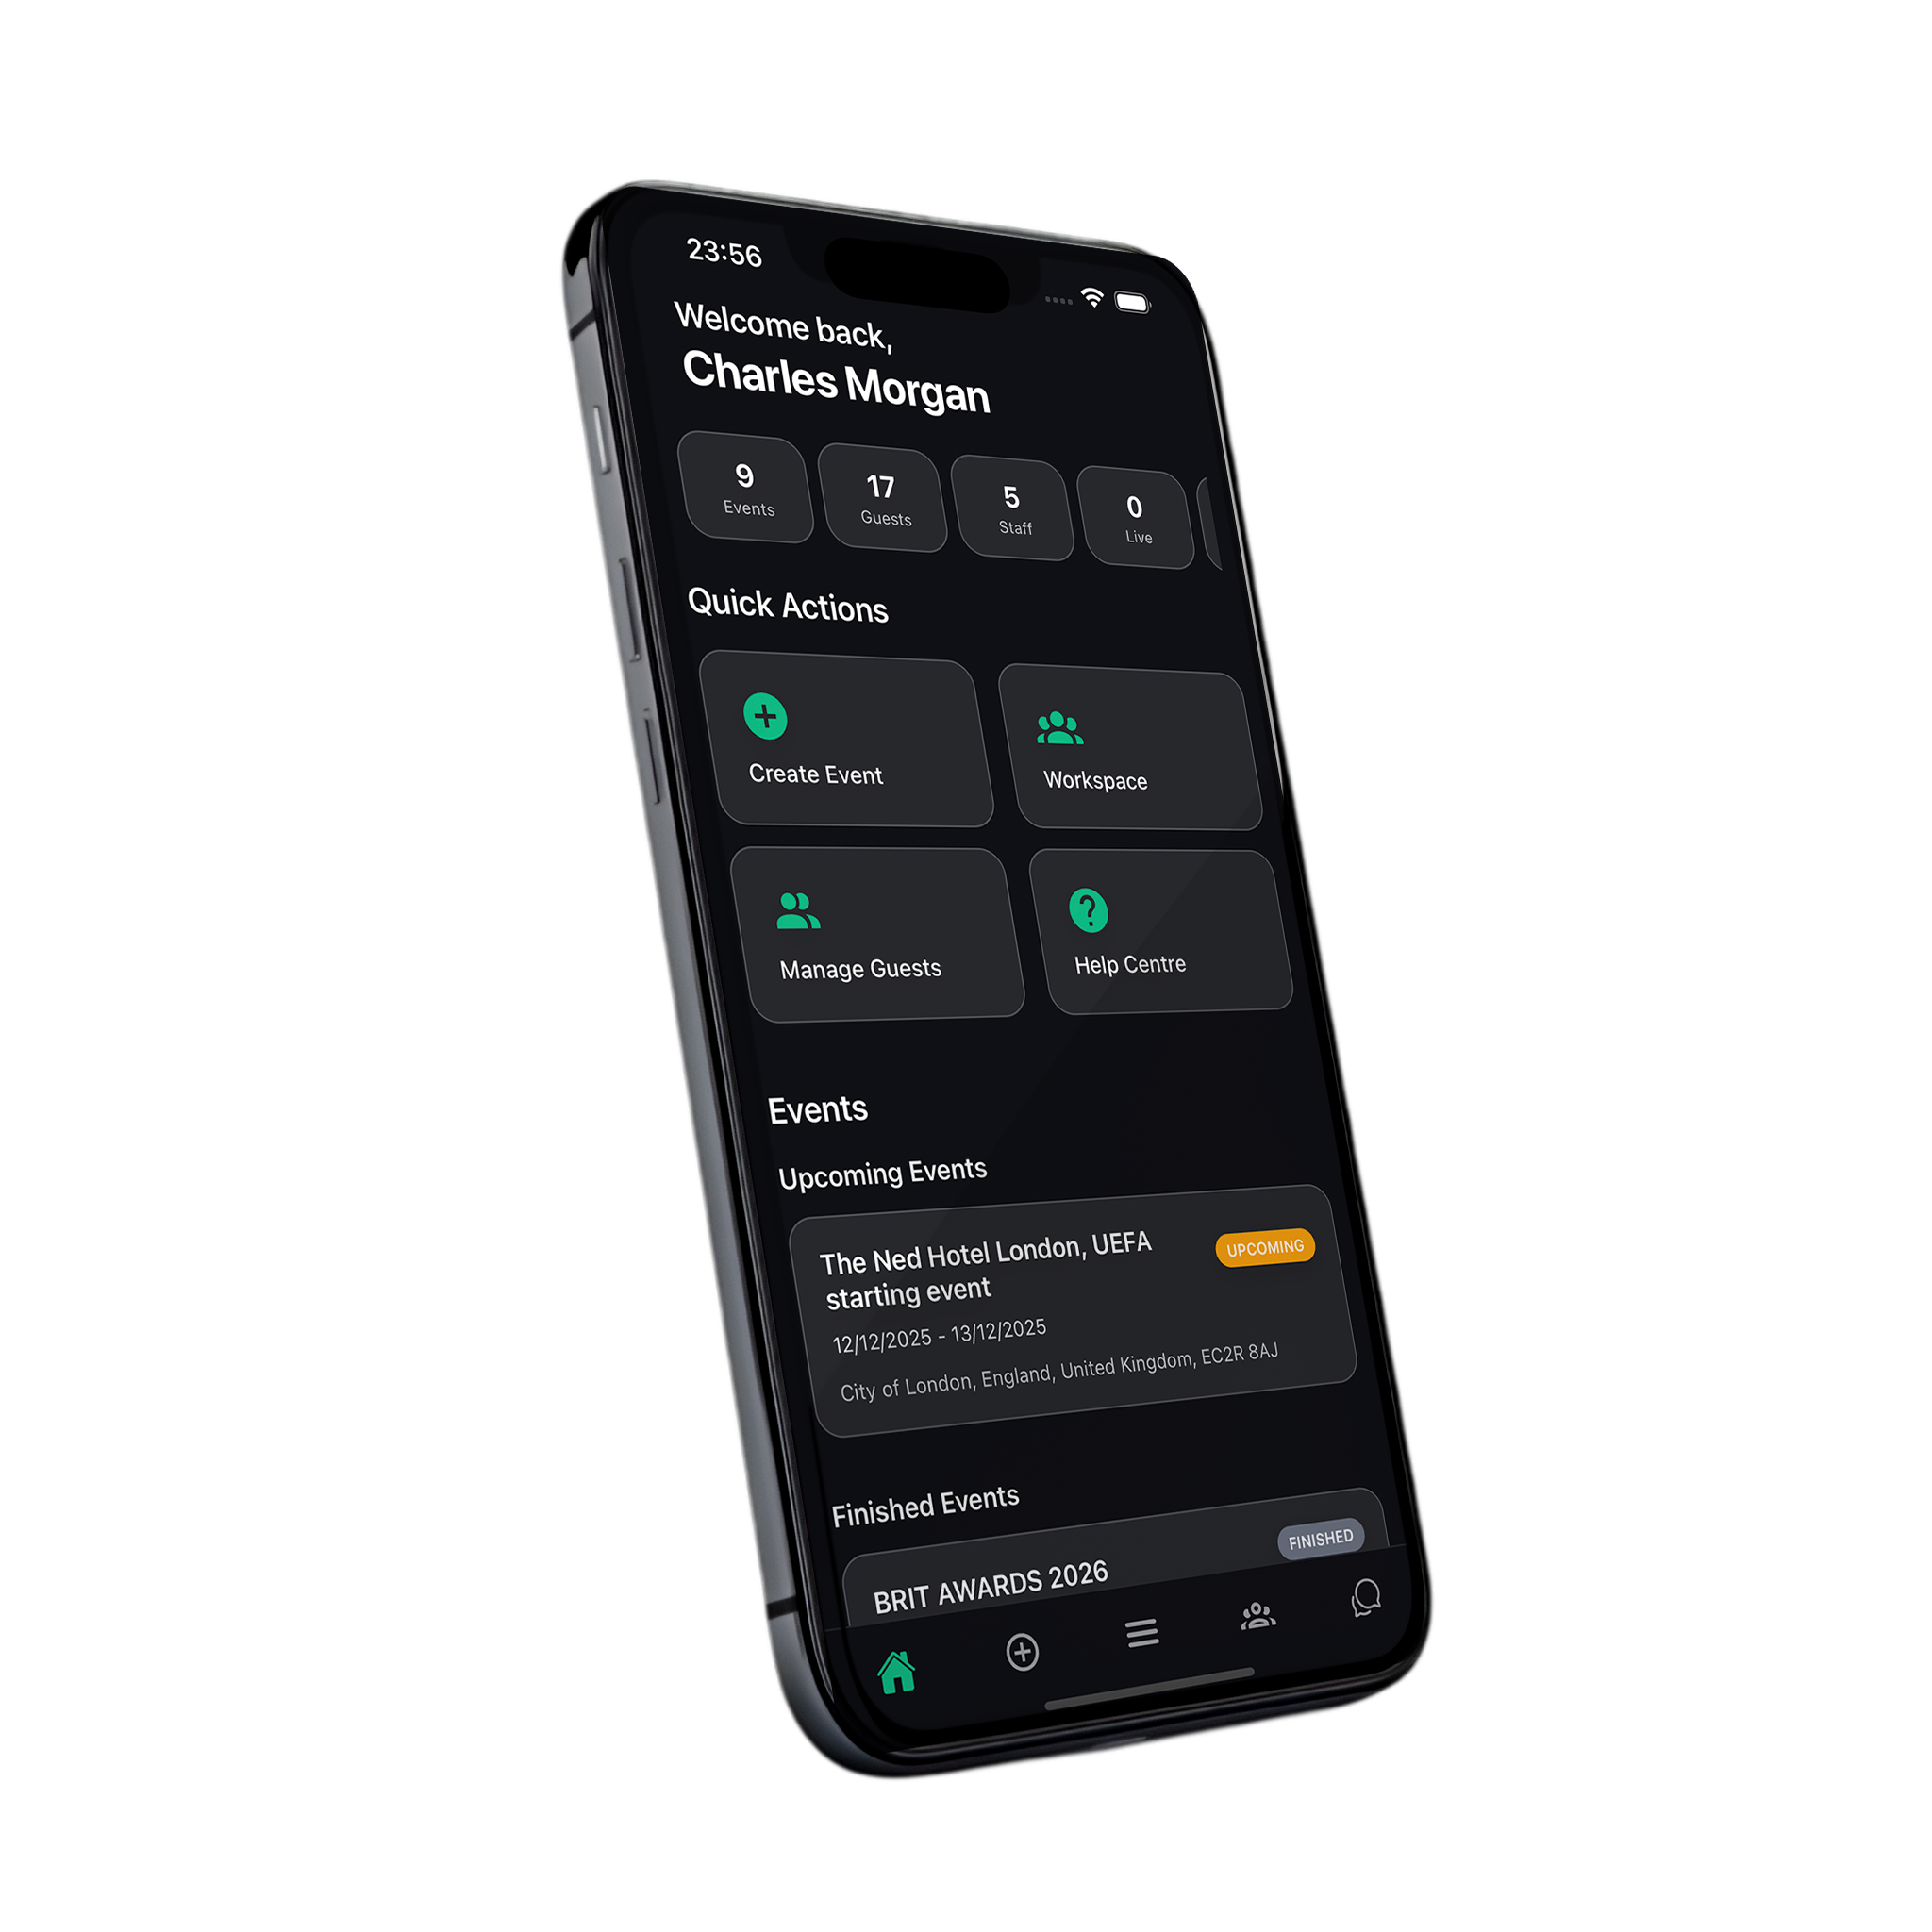 23:56
Welcome back,
Charles Morgan
9
Events
17
Guests
5
Staff
0
Live
Quick Actions
Create Event
Workspace
Manage Guests
Help Centre
Events
Upcoming Events
The Ned Hotel London, UEFA
starting event
UPCOMING
12/12/2025 - 13/12/2025
City of London, England, United Kingdom, EC2R 8AJ
Finished Events
FINISHED
BRIT AWARDS 2026